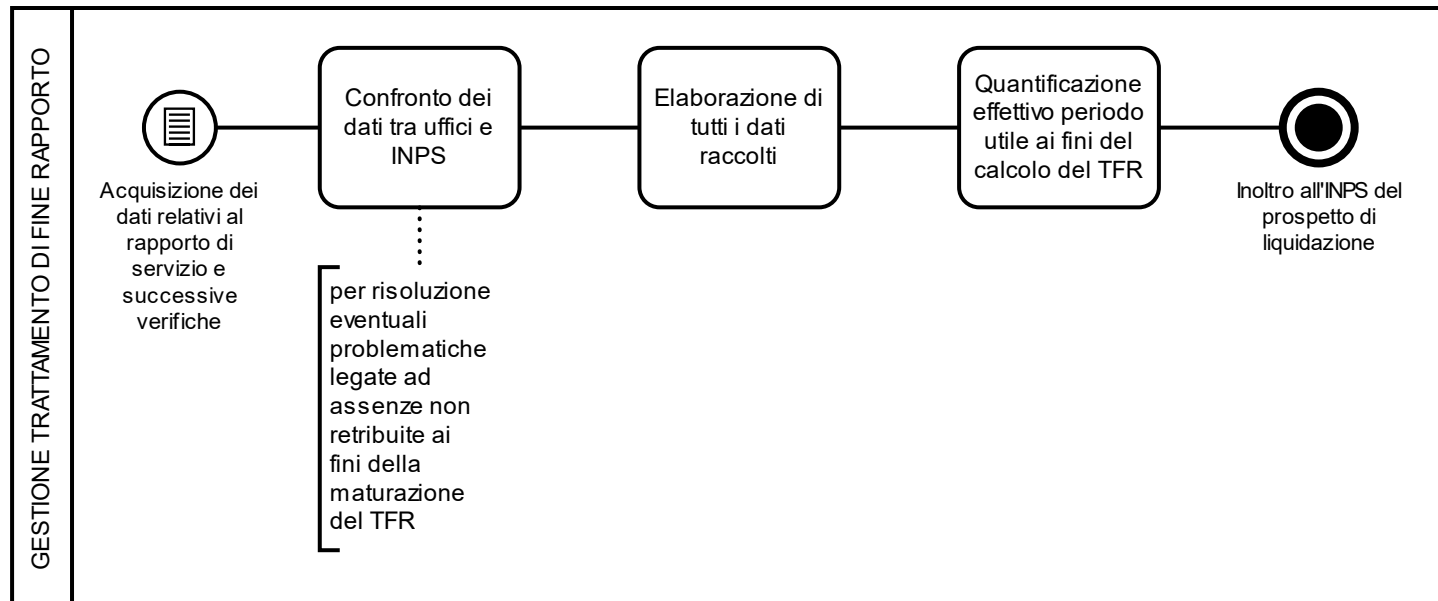 GESTIONE TRATTAMENTO DI FINE RAPPORTO
Acquisizione dei
dati relativi al
rapporto di
servizio e
successive
verifiche
Confronto dei
dati tra uffici e
INPS
per risoluzione
eventuali
problematiche
legate ad
assenze non
retribuite ai
fini della
maturazione
del TFR
Elaborazione di
tutti i dati
raccolti
Quantificazione
effettivo periodo
utile ai fini del
calcolo del TFR
Inoltro all'INPS del
prospetto di
liquidazione